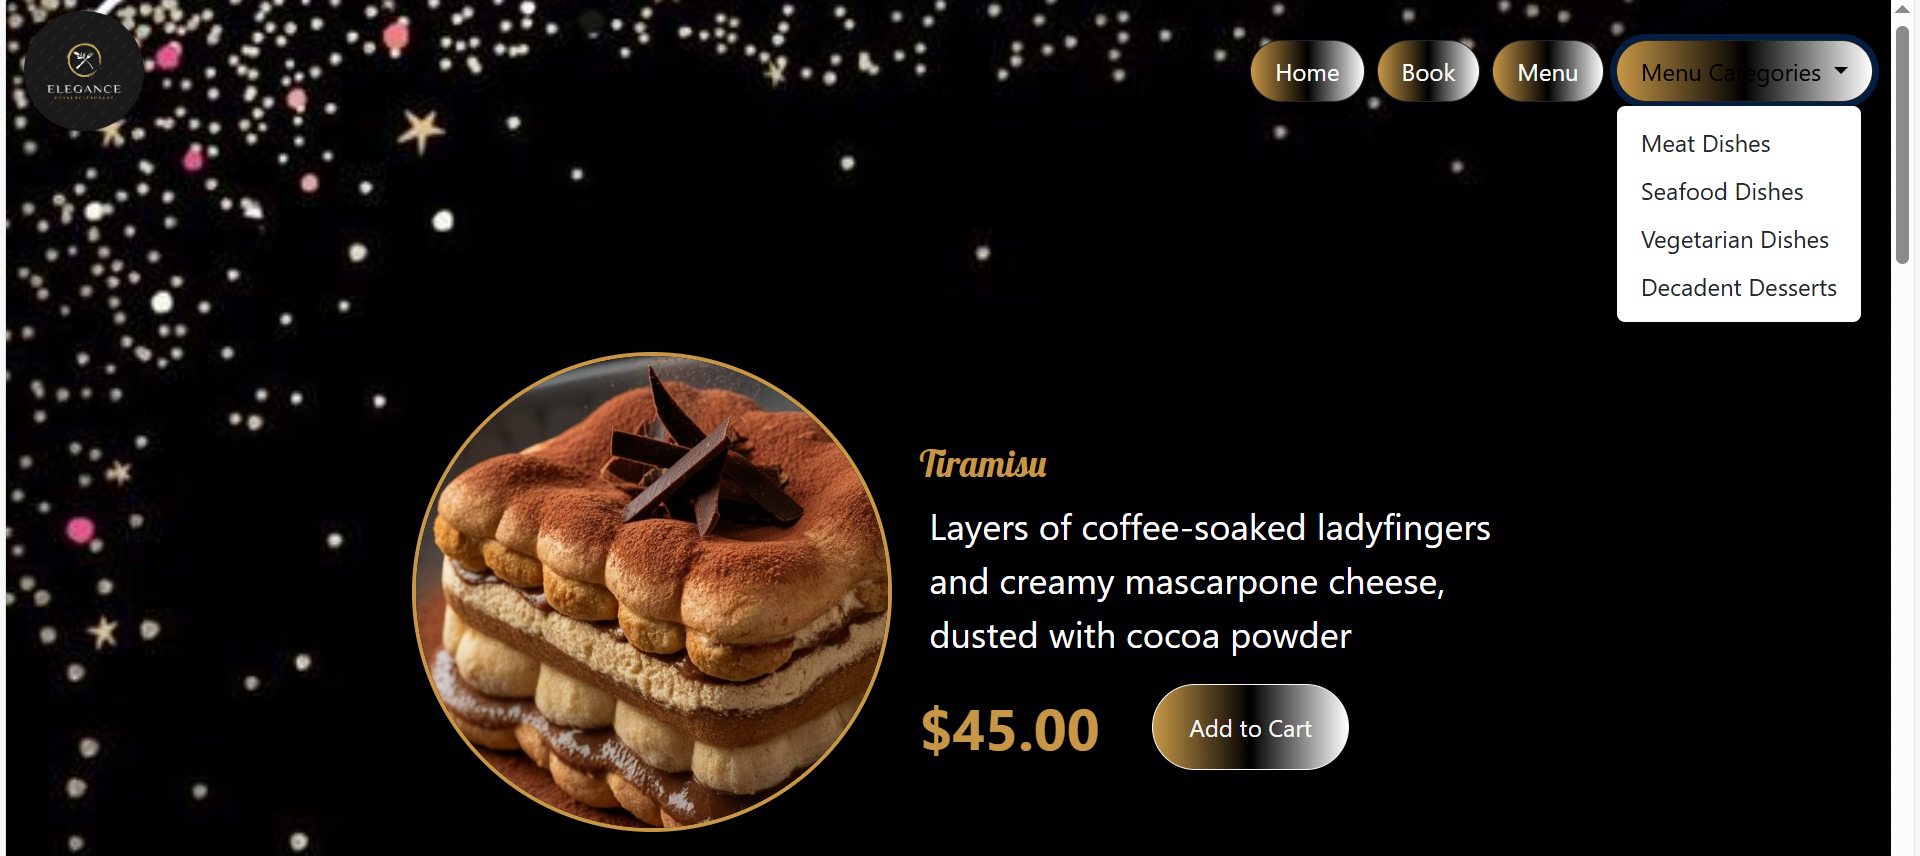 ELEGANCE
Home
Book
Menu
Menu Categories
Meat Dishes
Seafood Dishes
Vegetarian Dishes
Decadent Desserts
Tiramisu
Layers of coffee-soaked ladyfingers
and creamy mascarpone cheese,
dusted with cocoa powder
$45.00
Add to Cart